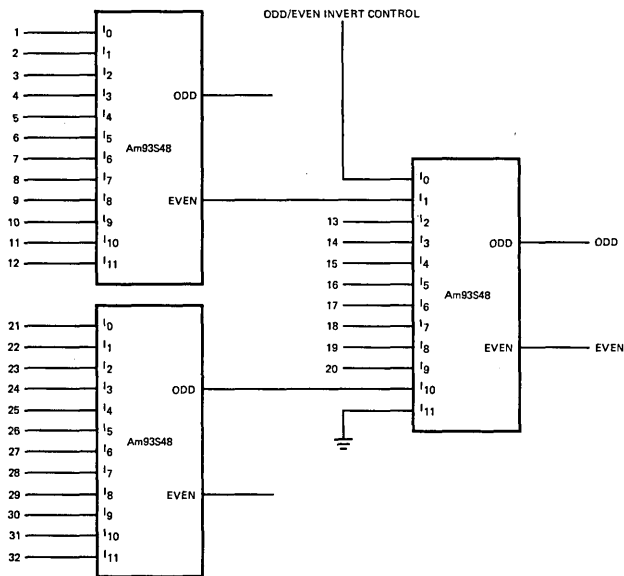 ODD/EVEN INVERT CONTROL
1 I0
2 I1
3 I2
4 I3 ODD
5 I4
Am93S48
6 I5
7 I6
8 I7
9 I8 EVEN
10 I9
11 I10
12 I11
21 I0
22 I1
23 I2
24 I3 ODD
25 I4
Am93S48
26 I5
27 I6
28 I7
29 I8 EVEN
30 I9
31 I10
32 I11
I0
I1
13 I2
14 I3 ODD ODD
15 I4
16 I5
Am93S48
17 I6
18 I7
19 I8 EVEN EVEN
20 I9
I10
I11